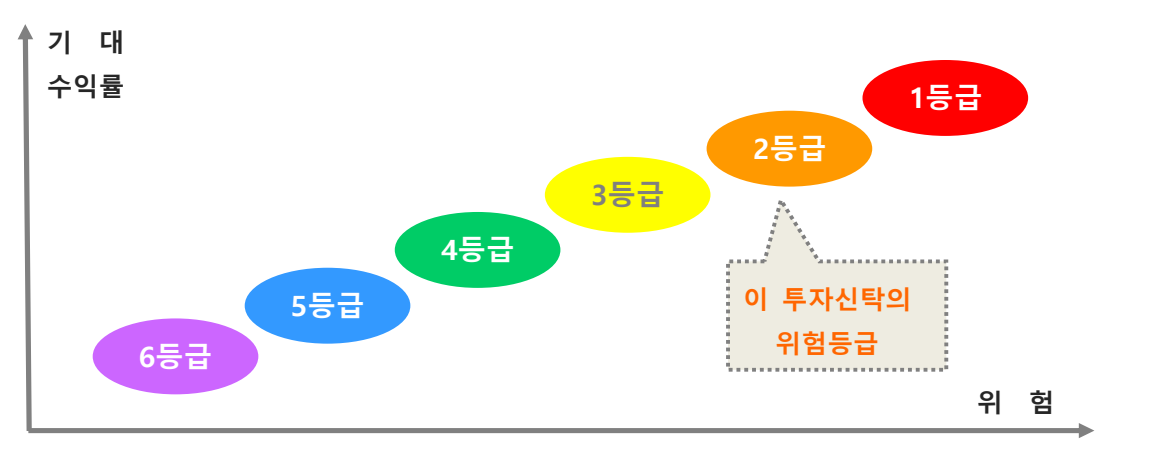 기 대
수익률
1등급
2등급
3등급
4등급
5등급
6등급
이 투자신탁의
위험등급
위 험